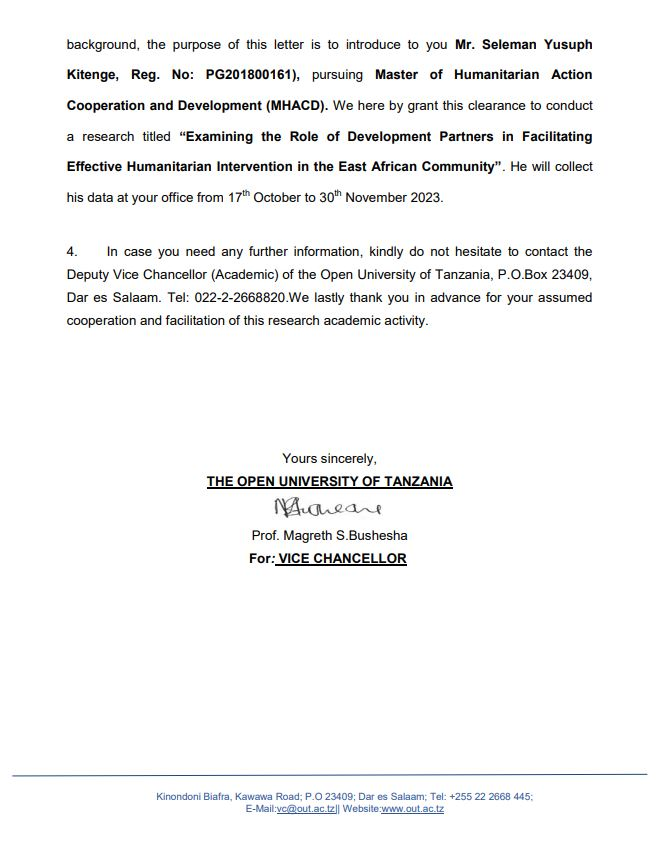 background, the purpose of this letter is to introduce to you Mr. Seleman Yusuph
Kitenge, Reg. No: PG201800161), pursuing Master of Humanitarian Action
Cooperation and Development (MHACD). We here by grant this clearance to conduct
a research titled “Examining the Role of Development Partners in Facilitating
Effective Humanitarian Intervention in the East African Community”. He will collect
his data at your office from 17th October to 30th November 2023.
4. In case you need any further information, kindly do not hesitate to contact the
Deputy Vice Chancellor (Academic) of the Open University of Tanzania, P.O.Box 23409,
Dar es Salaam. Tel: 022-2-2668820.We lastly thank you in advance for your assumed
cooperation and facilitation of this research academic activity.
Yours sincerely,
THE OPEN UNIVERSITY OF TANZANIA
Prof. Magreth S.Bushesha
For: VICE CHANCELLOR
Kinondoni Biafra, Kawawa Road; P.O 23409; Dar es Salaam; Tel: +255 22 2668 445;
E-Mail:vc@out.ac.tz|| Website:www.out.ac.tz